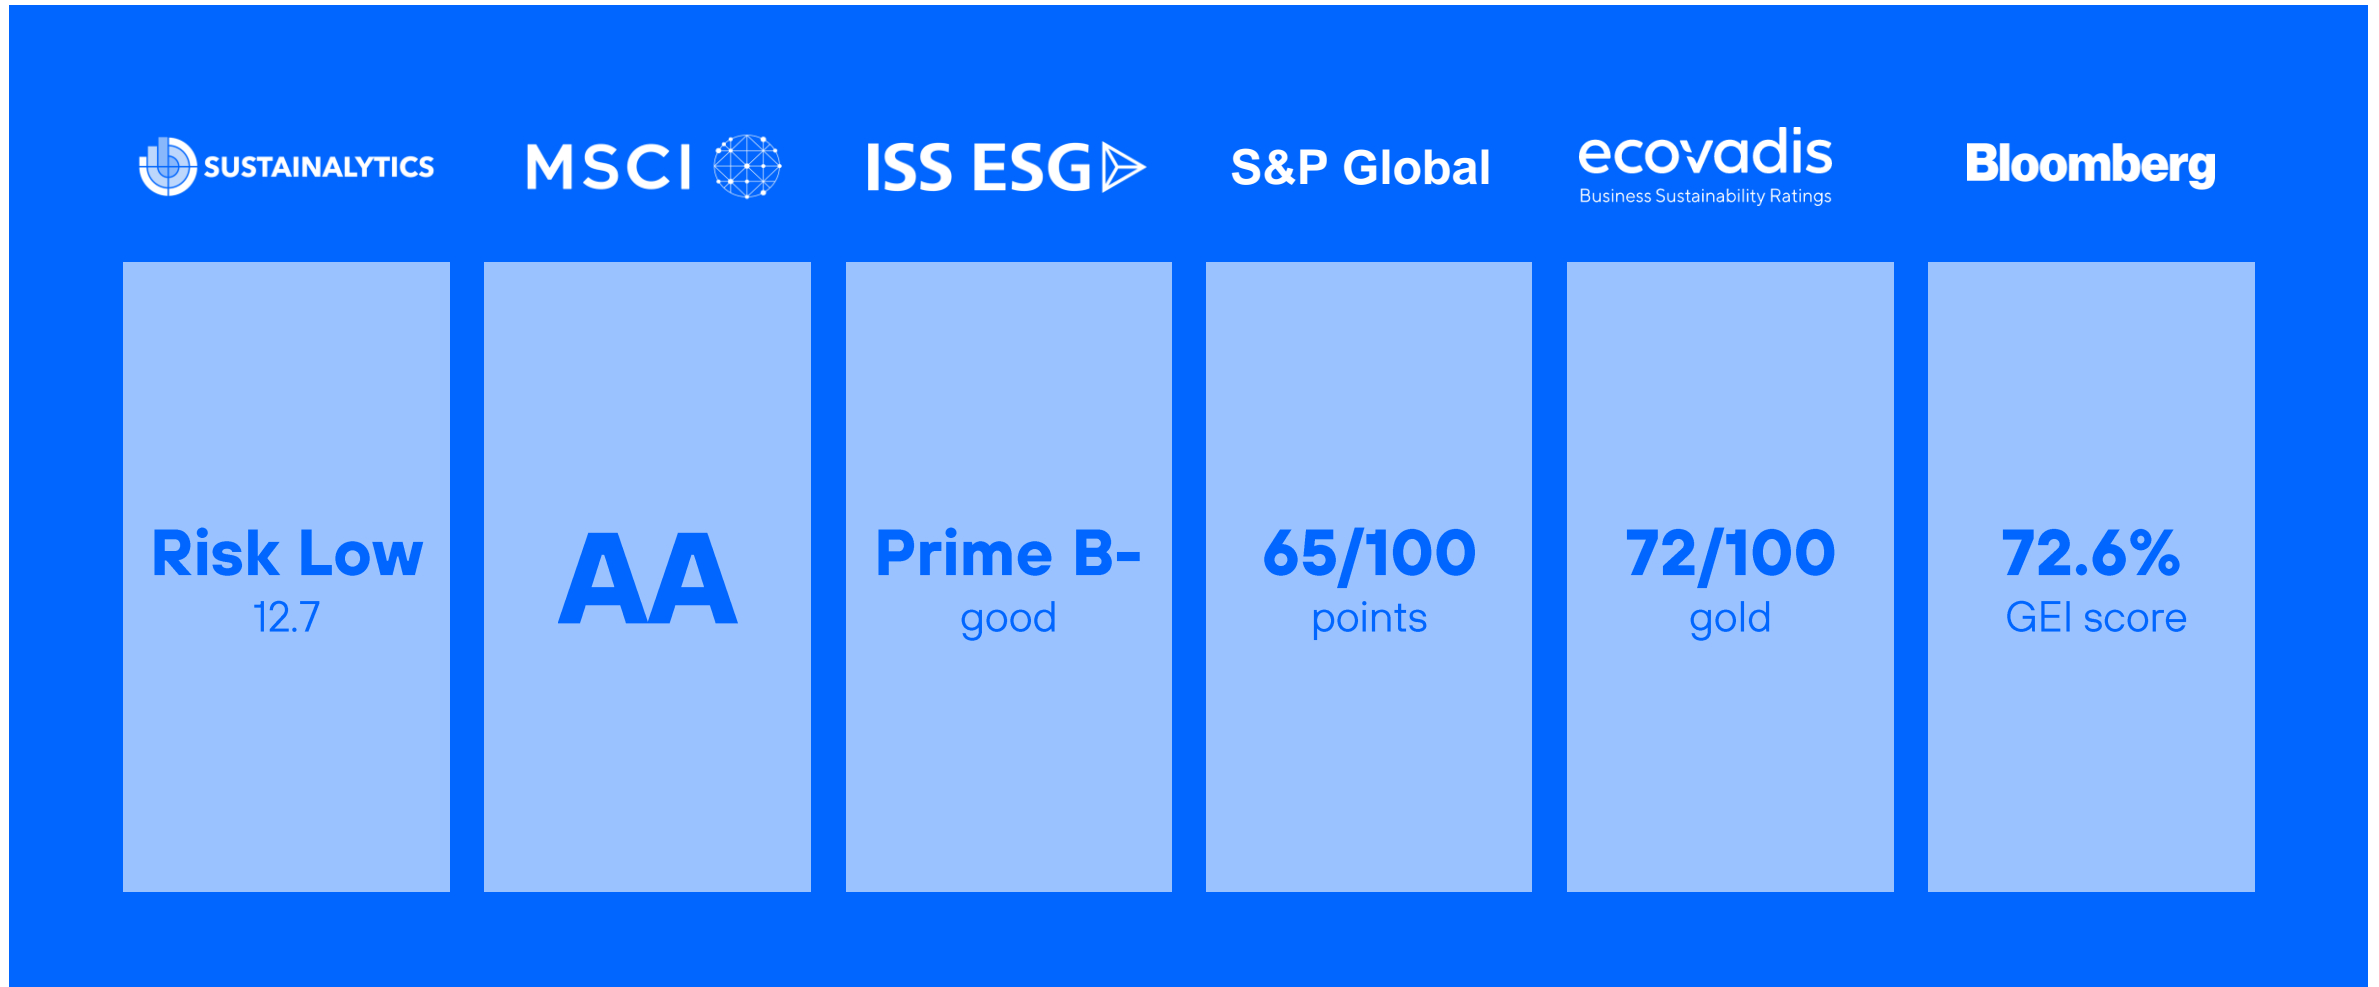 SUSTAINALYTICS
MSCI
ISS ESG
S&P Global
ecovadis
Business Sustainability Ratings
Bloomberg
Risk Low
12.7
AA
Prime B-
good
65/100
points
72/100
gold
72.6%
GEI score